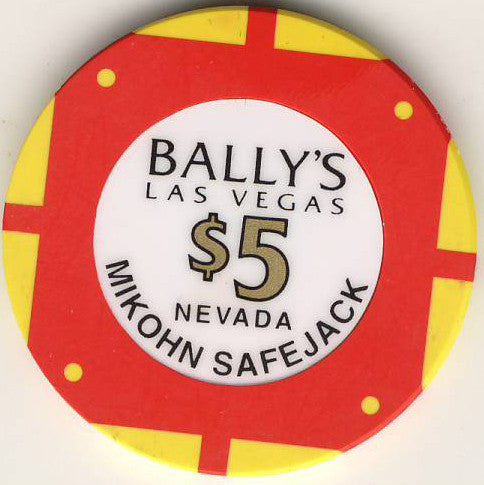 BALLY'S
LAS VEGAS
$5
NEVADA
MIKOHN SAFEJACK